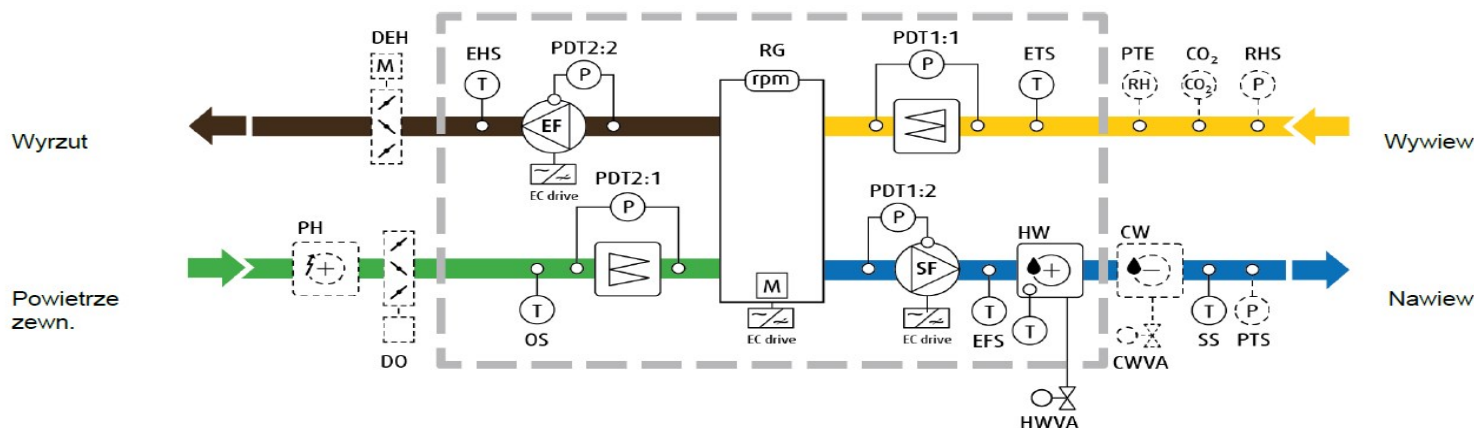 DEH
EHS
PDT2:2
RG
PDT1:1
ETS
PTE
CO₂
RHS
M
T
P
rpm
P
T
RH
CO₂
P
Wyrzut
EF
Wywiew
EC drive
PDT2:1
PDT1:2
PH
P
P
HW
CW
SF
Powietrze
zewn.
M
Nawiew
T
EC drive
EC drive
T
T
T
P
DO
OS
EFS
CWVA
SS
PTS
HWVA